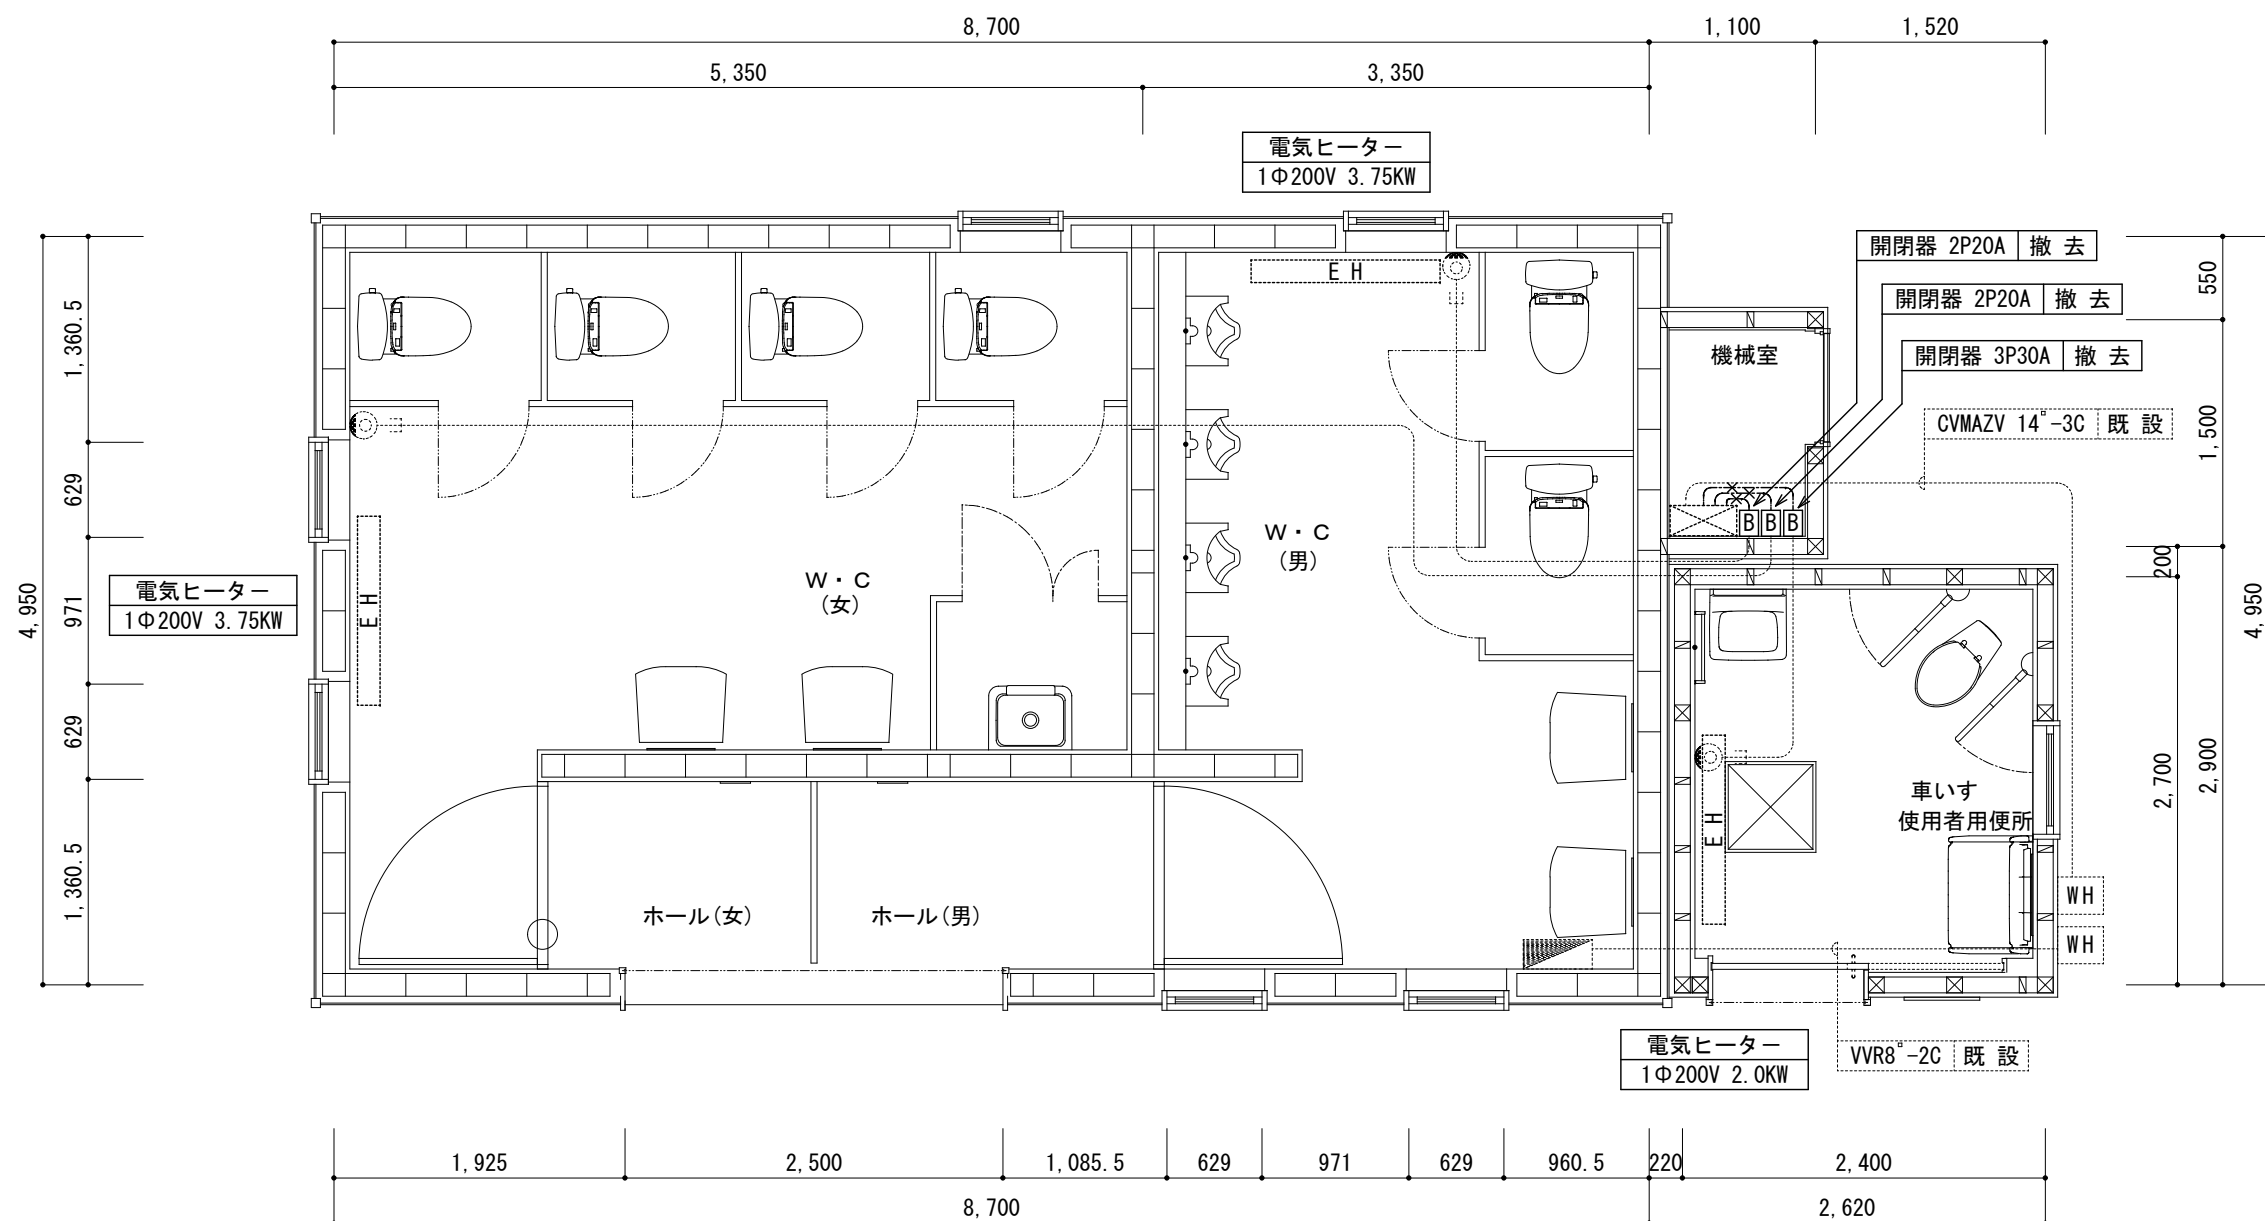 8,700
1,100
1,520
5,350
3,350
電気ヒーター
1Φ200V 3.75KW
開閉器 2P20A 撤 去
開閉器 2P20A 撤 去
開閉器 3P30A 撤 去
CVMAZV 14□-3C 既 設
機械室
ＥＨ
550
1,500
200
2,700
2,900
4,950
1,360.5
629
971
629
1,360.5
4,950
電気ヒーター
1Φ200V 3.75KW
ＥＨ
Ｗ・Ｃ
(女)
Ｗ・Ｃ
(男)
B B B
車いす
使用者用便所
ＥＨ
ホール(女)
ホール(男)
WH
WH
電気ヒーター
1Φ200V 2.0KW
VVR8□-2C 既 設
1,925
2,500
1,085.5
629
971
629
960.5
220
2,400
8,700
2,620